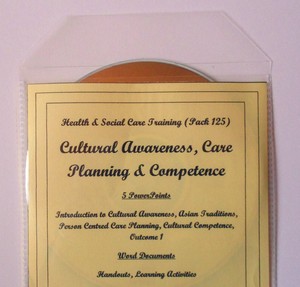 Health & Social Care Training (Pack 125)
Cultural Awareness, Care
Planning & Competence
5 PowerPoints
Introduction to Cultural Awareness, Asian Traditions,
Person Centred Care Planning, Cultural Competence,
Outcome 1
Word Documents
Handouts, Learning Activities